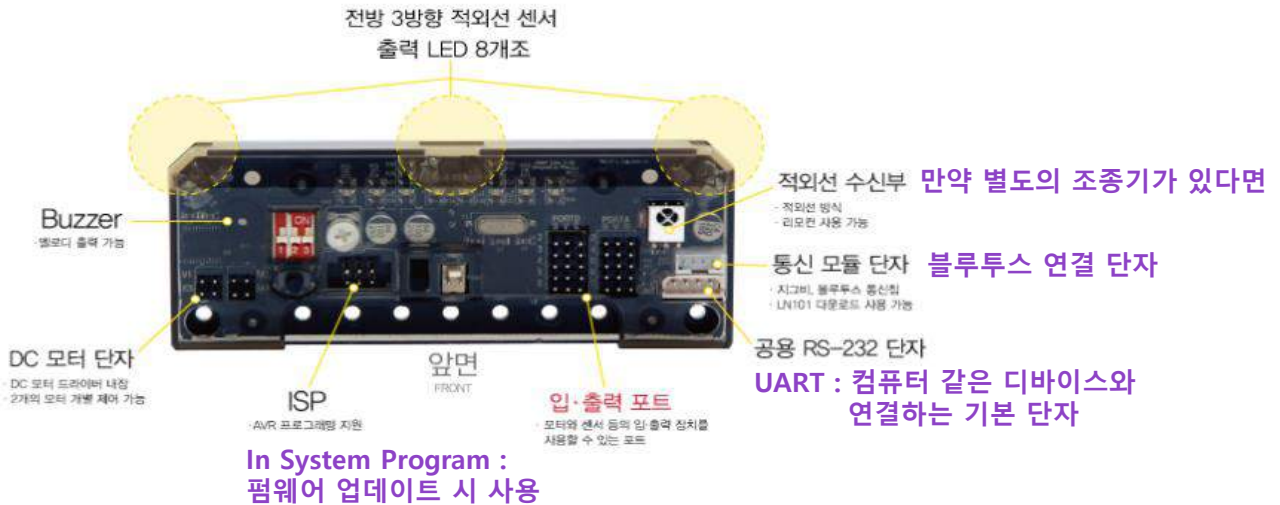 전방 3방향 적외선 센서
출력 LED 8개조
적외선 수신부 만약 별도의 조종기가 있다면
· 적외선 방식
· 리모컨 사용 가능
Buzzer
· 멜로디 출력 가능
ON
1 2 3
PORTD
PORTA
통신 모듈 단자 블루투스 연결 단자
· 지그비, 블루투스 통신칩
· LN101 다운로드 사용 가능
DC 모터 단자
· DC 모터 드라이버 내장
· 2개의 모터 개별 제어 가능
앞면
FRONT
공용 RS-232 단자
UART : 컴퓨터 같은 디바이스와
연결하는 기본 단자
ISP
· AVR 프로그래밍 지원
입·출력 포트
· 모터와 센서 등의 입·출력 장치를
사용할 수 있는 포트
In System Program :
펌웨어 업데이트 시 사용